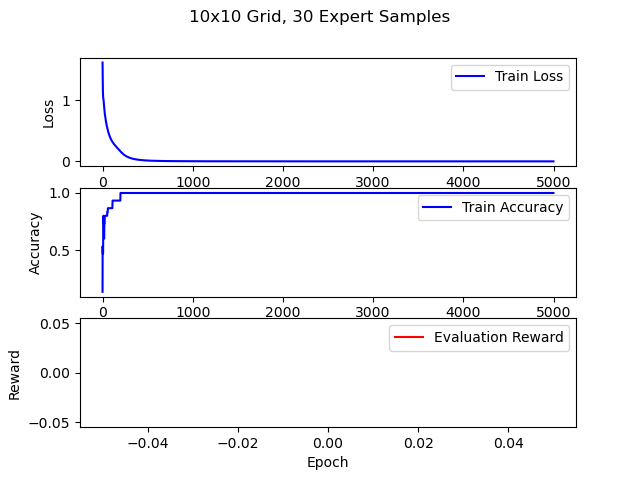 10x10 Grid, 30 Expert Samples
Train Loss
Loss
1
0
0 1000 2000 3000 4000 5000
Train Accuracy
Accuracy
1.0
0.5
0 1000 2000 3000 4000 5000
Evaluation Reward
Reward
0.05
0.00
−0.05
−0.04 −0.02 0.00 0.02 0.04
Epoch